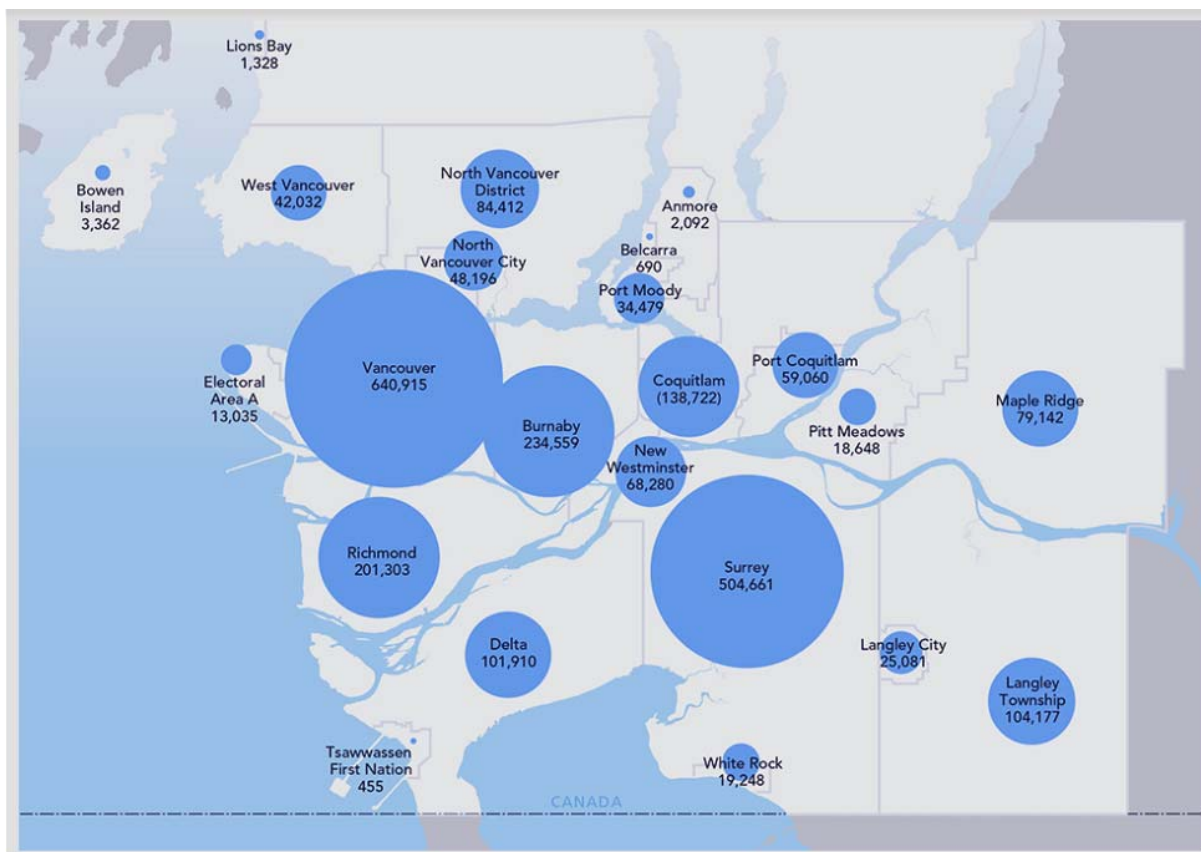 Lions Bay
1,328
Bowen
Island
3,362
West Vancouver
42,032
North Vancouver
District
84,412
Anmore
2,092
North
Vancouver City
48,196
Belcarra
690
Port Moody
34,479
Vancouver
640,915
Electoral
Area A
13,035
Burnaby
234,559
Coquitlam
(138,722)
Port Coquitlam
59,060
Pitt Meadows
18,648
Maple Ridge
79,142
New
Westminster
68,280
Richmond
201,303
Surrey
504,661
Delta
101,910
Langley City
25,081
Langley
Township
104,177
Tsawwassen
First Nation
455
White Rock
19,248
CANADA